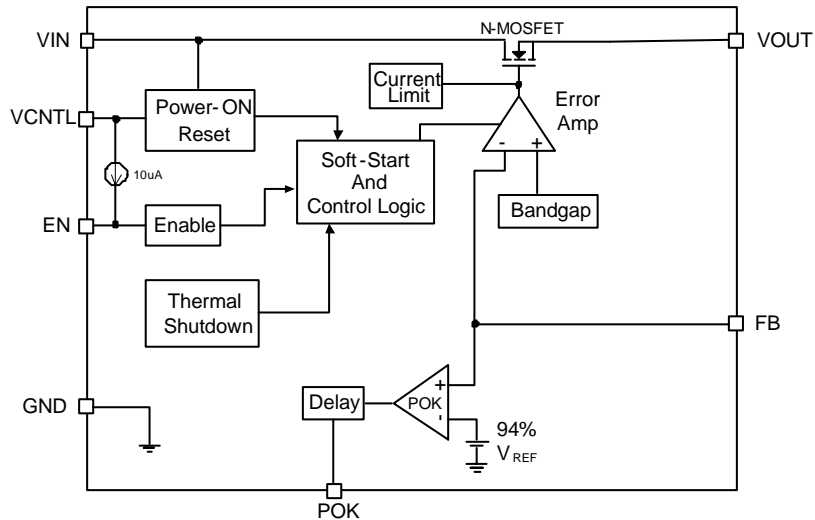 N-MOSFET
VIN
VOUT
Current
Limit
Error
Amp
VCNTL
Power-ON
Reset
- +
Soft-Start
And
Control Logic
10uA
Bandgap
EN
Enable
Thermal
Shutdown
FB
GND
Delay
POK
+
-
94%
VREF
POK